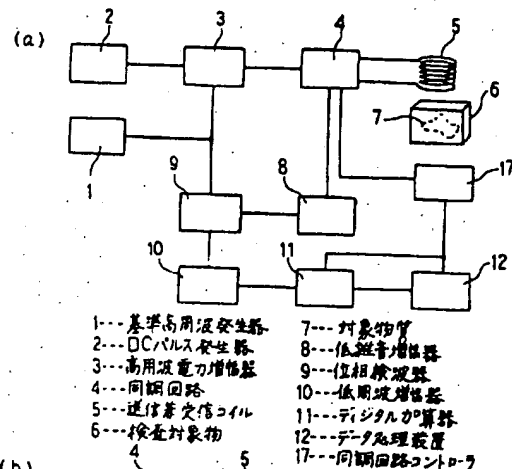 (a)
2
3
4
5
6
7
1
9
8
17
10
11
12
1---基準高周波発生器
2---DCパルス発生器
3---高周波電力増幅器
4---同調回路
5---送信兼受信コイル
6---検査対象物
7---対象物質
8---低雑音増幅器
9---位相検波器
10---低周波増幅器
11---ディジタル加算器
12---データ処理装置
17---同調回路コントローラ
(b)
4
5